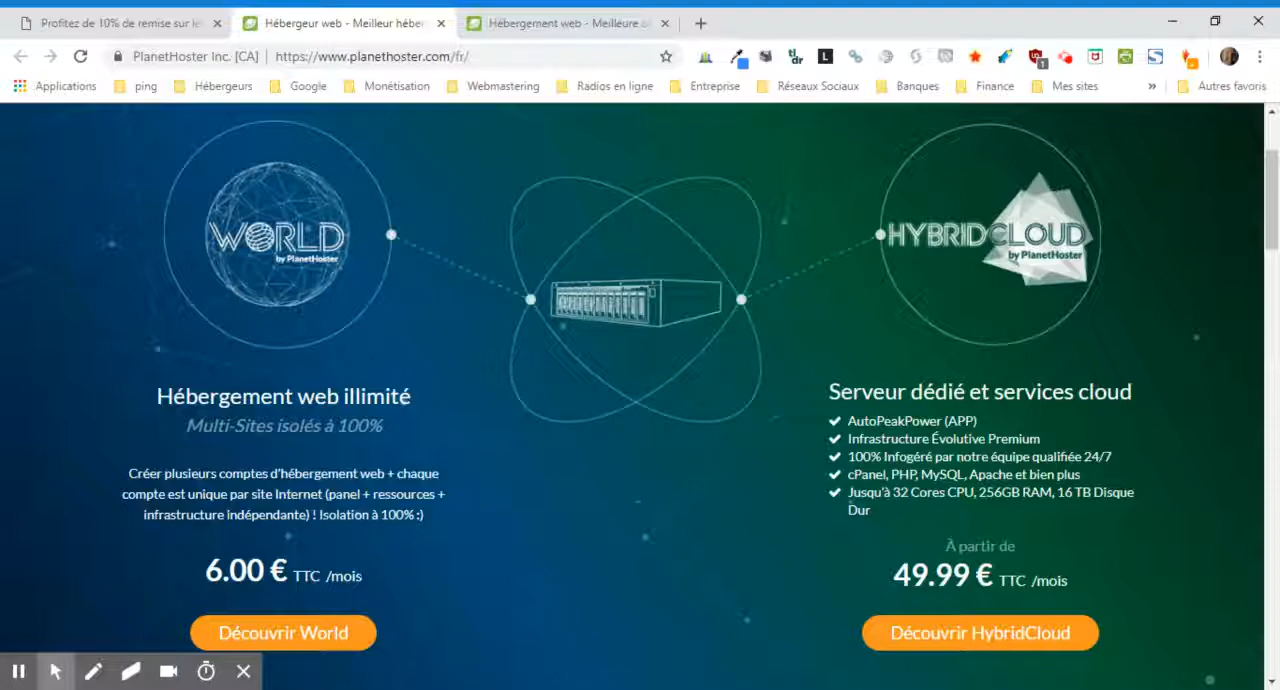 Profitez de 10% de remise sur le
Hébergeur web - Meilleur héber
Hébergement web - Meilleure o
PlanetHoster Inc. [CA]
https://www.planethoster.com/fr/
Applications
ping
Hébergeurs
Google
Monétisation
Webmastering
Radios en ligne
Entreprise
Réseaux Sociaux
Banques
Finance
Mes sites
»
Autres favoris
WORLD
by PlanetHoster
HYBRIDCLOUD
by PlanetHoster
Hébergement web illimité
Multi-Sites isolés à 100%
Créer plusieurs comptes d'hébergement web + chaque
compte est unique par site Internet (panel + ressources +
infrastructure indépendante) ! Isolation à 100% :)
6.00 € TTC /mois
Découvrir World
Serveur dédié et services cloud
AutoPeakPower (APP)
Infrastructure Évolutive Premium
100% Infogéré par notre équipe qualifiée 24/7
cPanel, PHP, MySQL, Apache et bien plus
Jusqu'à 32 Cores CPU, 256GB RAM, 16 TB Disque
Dur
À partir de
49.99 € TTC /mois
Découvrir HybridCloud